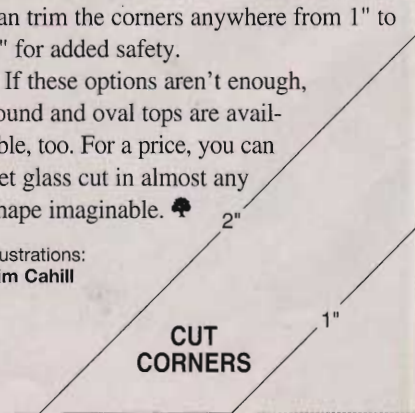 an trim the corners anywhere from 1" to
" for added safety.
If these options aren't enough,
ound and oval tops are avail-
ble, too. For a price, you can
et glass cut in almost any
hape imaginable.
ustrations:
im Cahill
2"
1"
CUT
CORNERS